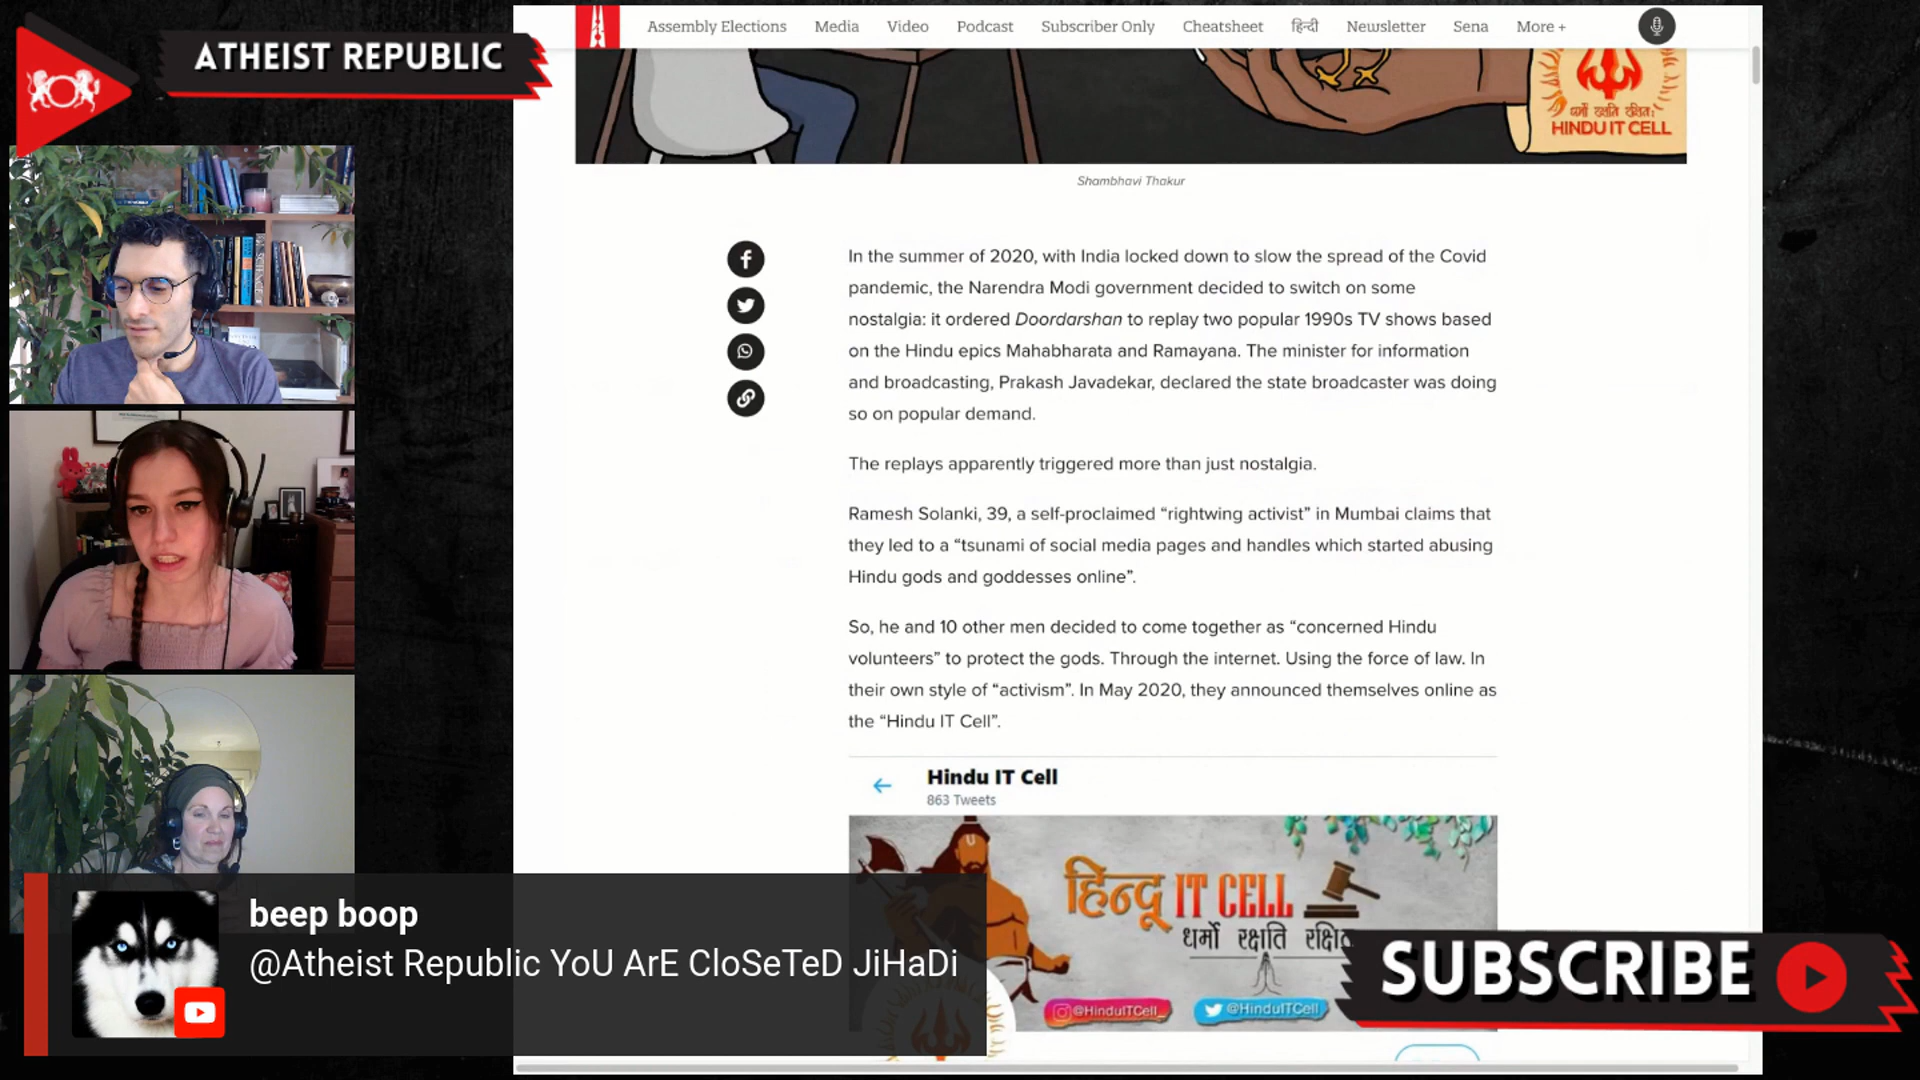 ATHEIST REPUBLIC
Assembly Elections Media Video Podcast Subscriber Only Cheatsheet हिन्दी Newsletter Sena More +
धर्मो रक्षति रक्षितः
HINDU IT CELL
Shambhavi Thakur
In the summer of 2020, with India locked down to slow the spread of the Covid
pandemic, the Narendra Modi government decided to switch on some
nostalgia: it ordered Doordarshan to replay two popular 1990s TV shows based
on the Hindu epics Mahabharata and Ramayana. The minister for information
and broadcasting, Prakash Javadekar, declared the state broadcaster was doing
so on popular demand.
The replays apparently triggered more than just nostalgia.
Ramesh Solanki, 39, a self-proclaimed “rightwing activist” in Mumbai claims that
they led to a “tsunami of social media pages and handles which started abusing
Hindu gods and goddesses online”.
So, he and 10 other men decided to come together as “concerned Hindu
volunteers” to protect the gods. Through the internet. Using the force of law. In
their own style of “activism”. In May 2020, they announced themselves online as
the “Hindu IT Cell”.
Hindu IT Cell
863 Tweets
हिन्दू IT CELL
धर्मो रक्षति
@HinduITCell_ @HinduITCell
beep boop
@Atheist Republic YoU ArE CloSeTeD JiHaDi
SUBSCRIBE